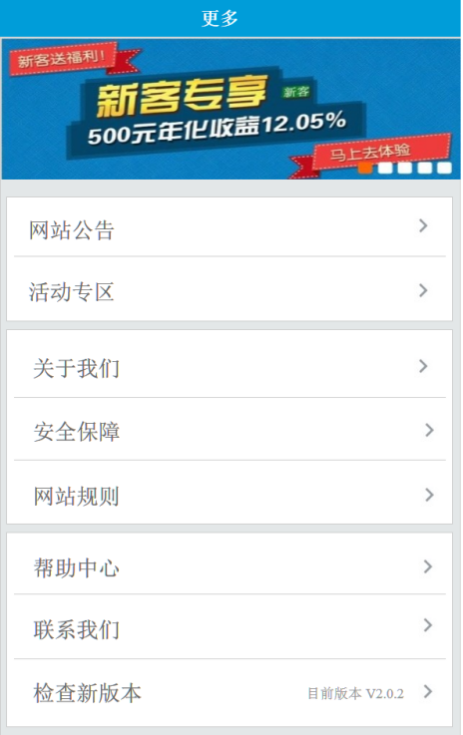 更多
新客送福利!
新客专享 新客
500元年化收益12.05%
马上去体验
网站公告
活动专区
关于我们
安全保障
网站规则
帮助中心
联系我们
检查新版本 目前版本 V2.0.2